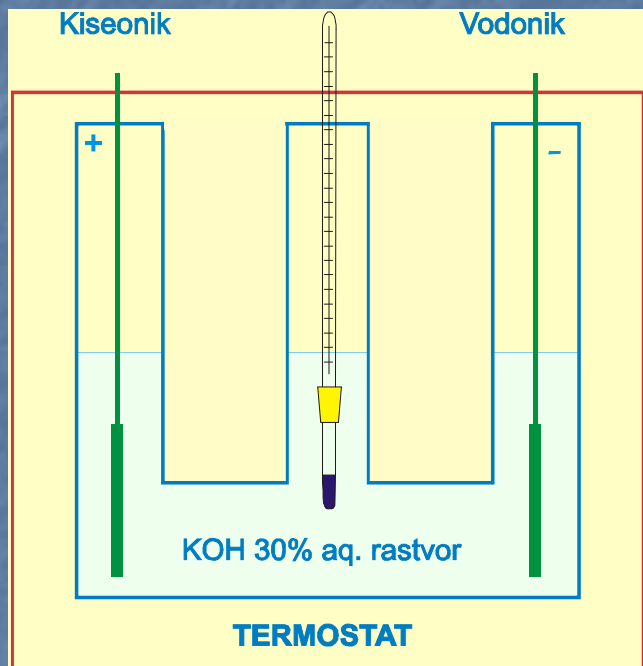 Kiseonik
Vodonik
+
–
KOH 30% aq. rastvor
TERMOSTAT